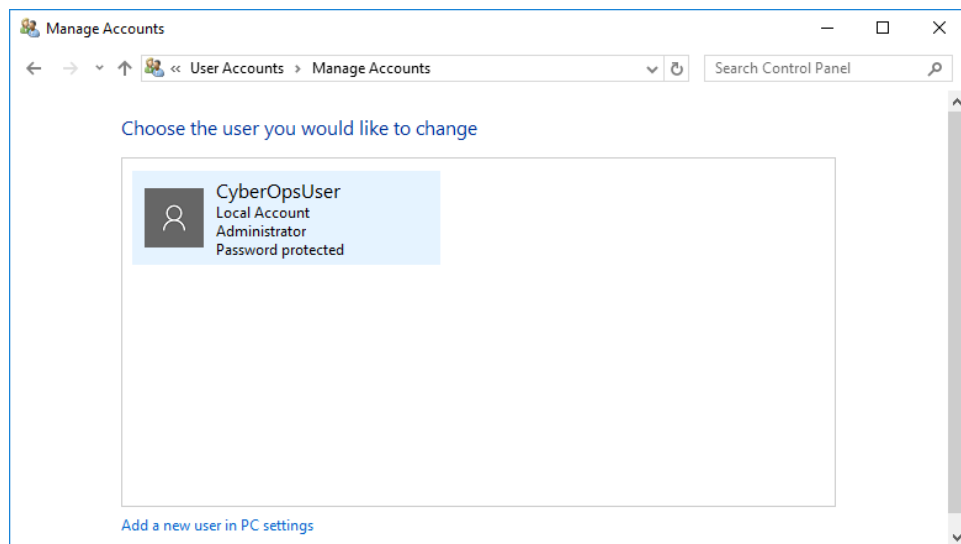 Manage Accounts
« User Accounts › Manage Accounts
Search Control Panel
Choose the user you would like to change
CyberOpsUser
Local Account
Administrator
Password protected
Add a new user in PC settings